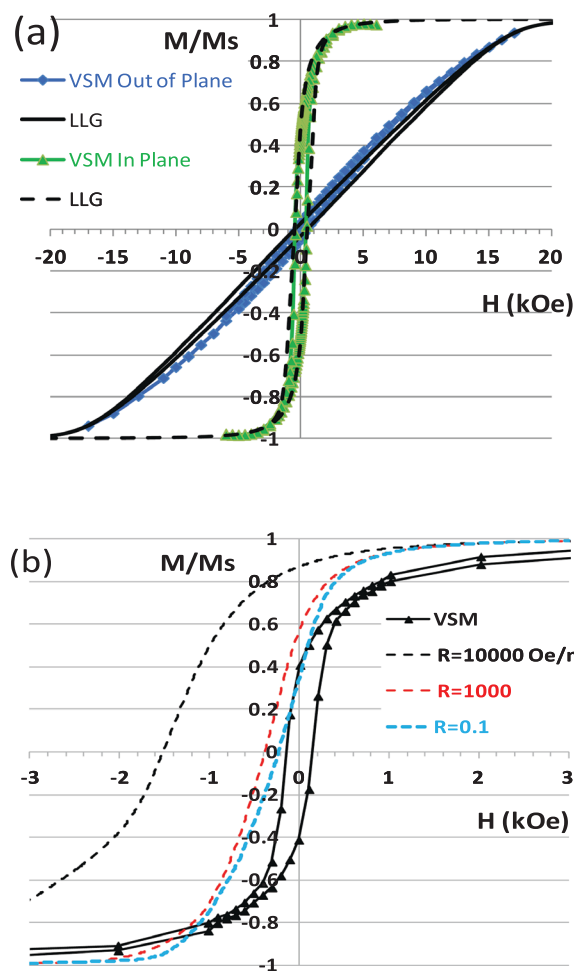 (a)
M/Ms
VSM Out of Plane
LLG
VSM In Plane
LLG
1
0.8
0.6
0.4
0.2
0
-20 -15 -10 -5 0 5 10 15 20
-0.2
-0.4
-0.6
-0.8
-1
H (kOe)
(b)
M/Ms
1
0.8
0.6
0.4
0.2
0
VSM
R=10000 Oe/r
R=1000
R=0.1
-3 -2 -1 0 1 2 3
H (kOe)
-0.2
-0.4
-0.6
-0.8
-1